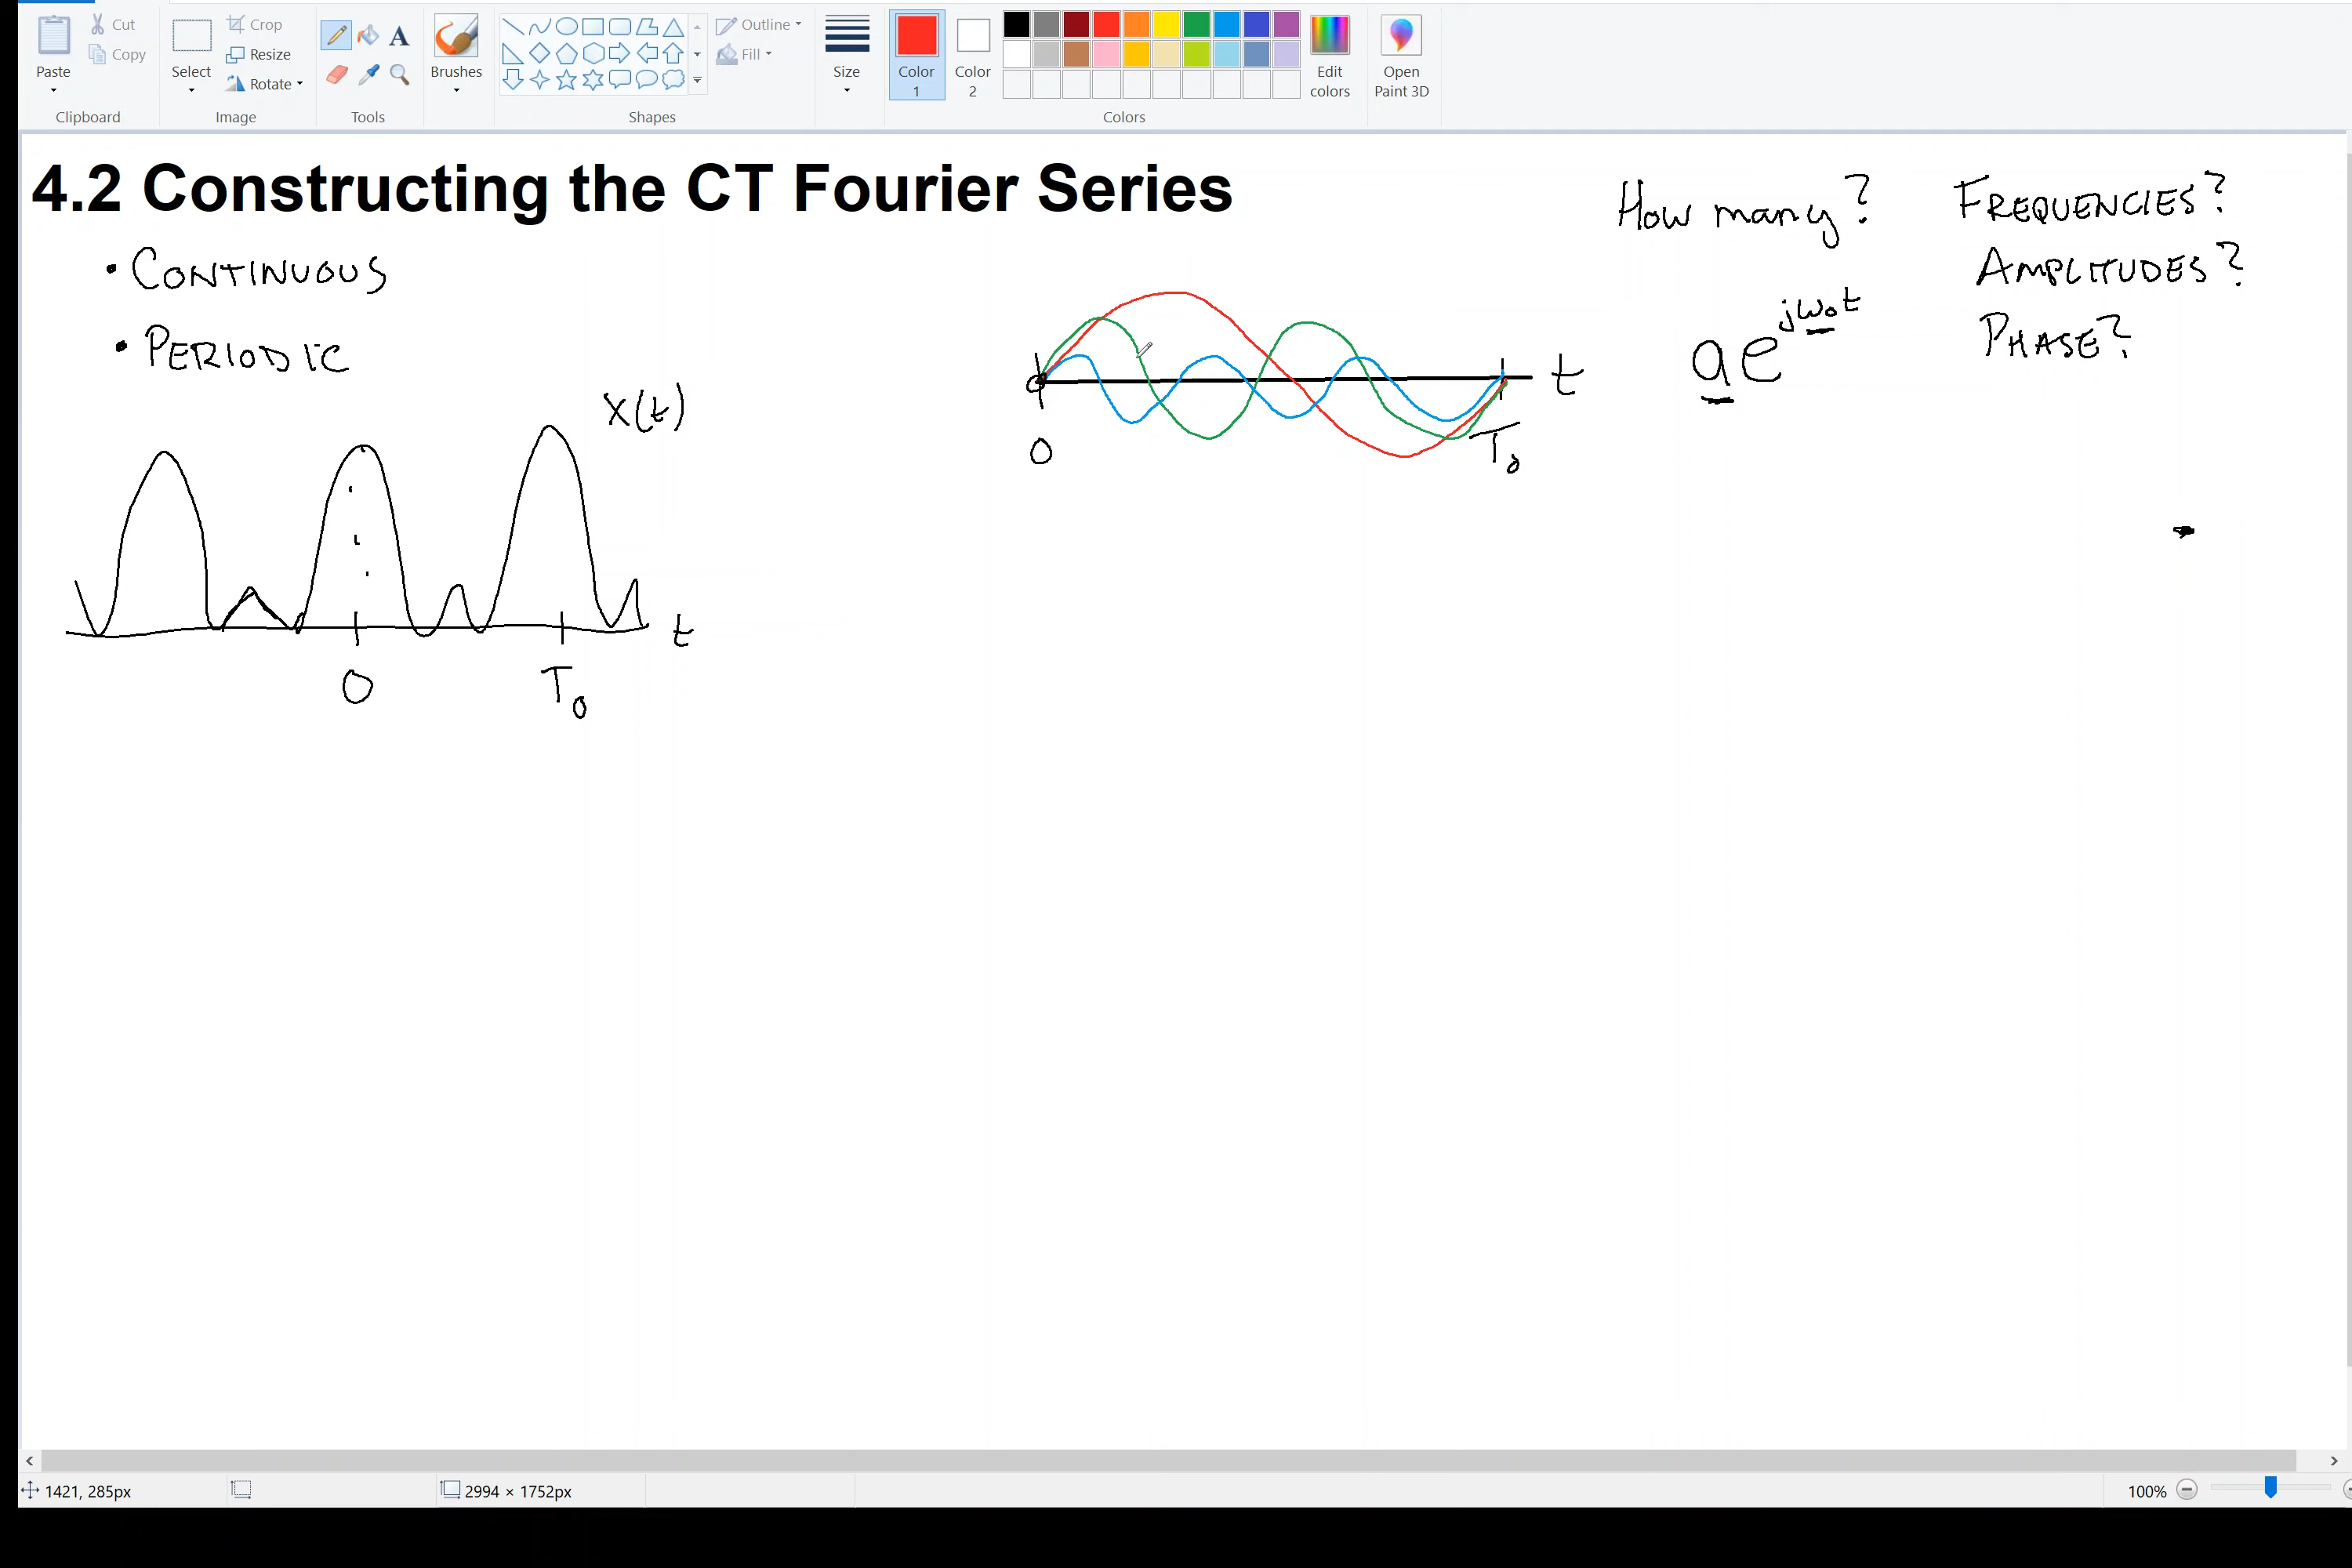 Cut
Copy
Paste
Clipboard
Crop
Resize
Rotate
Select
Image
A
Tools
Brushes
Outline
Fill
Shapes
Size
Color
1
Color
2
Colors
Edit
colors
Open
Paint 3D
4.2 Constructing the CT Fourier Series
• CONTINUOUS
• PERIODIC
x(t)
t
0
T₀
t
0
T₀
How many?
ae^{jω₀t}
FREQUENCIES?
AMPLITUDES?
PHASE?
1421, 285px
2994 × 1752px
100%